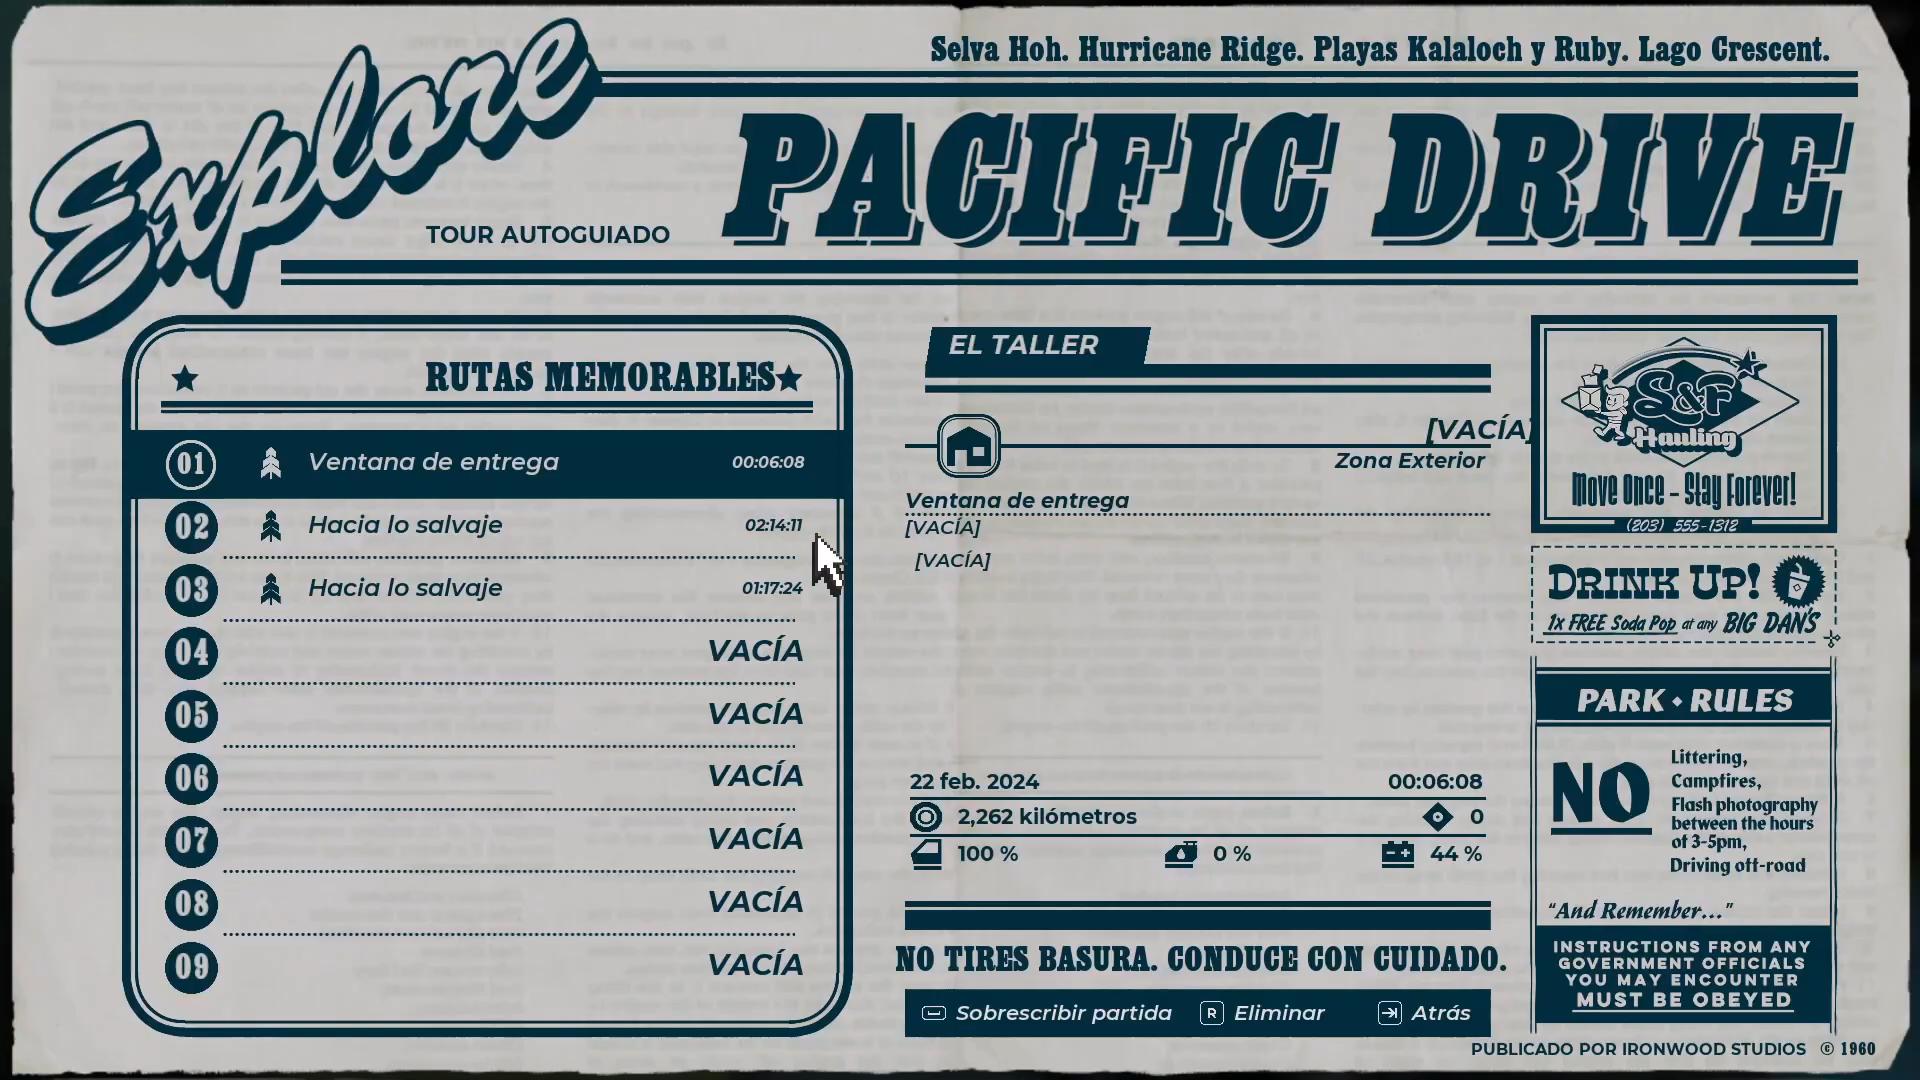 Explore
Selva Hoh. Hurricane Ridge. Playas Kalaloch y Ruby. Lago Crescent.
PACIFIC DRIVE
TOUR AUTOGUIADO
RUTAS MEMORABLES
01 Ventana de entrega 00:06:08
02 Hacia lo salvaje 02:14:11
03 Hacia lo salvaje 01:17:24
04 VACÍA
05 VACÍA
06 VACÍA
07 VACÍA
08 VACÍA
09 VACÍA
EL TALLER
[VACÍA]
Zona Exterior
Ventana de entrega
[VACÍA]
[VACÍA]
22 feb. 2024 00:06:08
2,262 kilómetros 0
100 % 0 % 44 %
NO TIRES BASURA. CONDUCE CON CUIDADO.
Sobrescribir partida R Eliminar Atrás
S&F
Hauling
Move Once - Stay Forever!
(203) 555-1312
DRINK UP!
1x FREE Soda Pop at any BIG DAN'S
PARK • RULES
NO
Littering,
Campfires,
Flash photography
between the hours
of 3-5pm,
Driving off-road
"And Remember..."
INSTRUCTIONS FROM ANY
GOVERNMENT OFFICIALS
YOU MAY ENCOUNTER
MUST BE OBEYED
PUBLICADO POR IRONWOOD STUDIOS © 1960